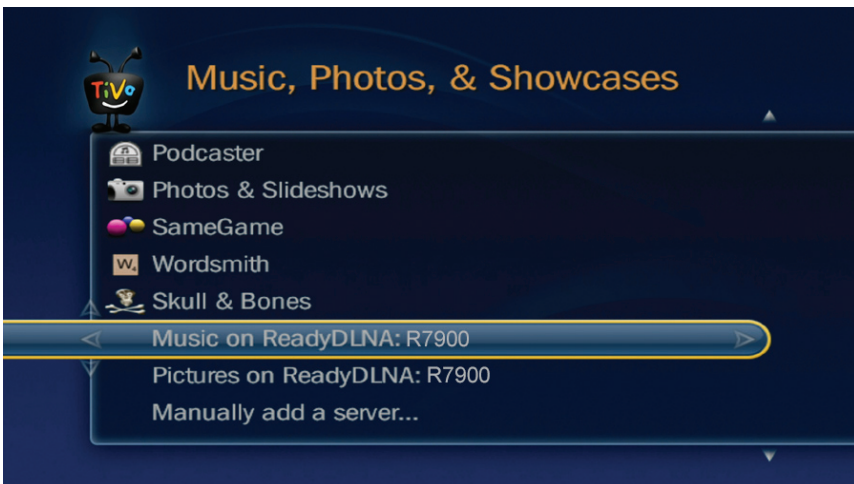 TiVo
Music, Photos, & Showcases
Podcaster
Photos & Slideshows
SameGame
W4 Wordsmith
Skull & Bones
Music on ReadyDLNA: R7900
Pictures on ReadyDLNA: R7900
Manually add a server...